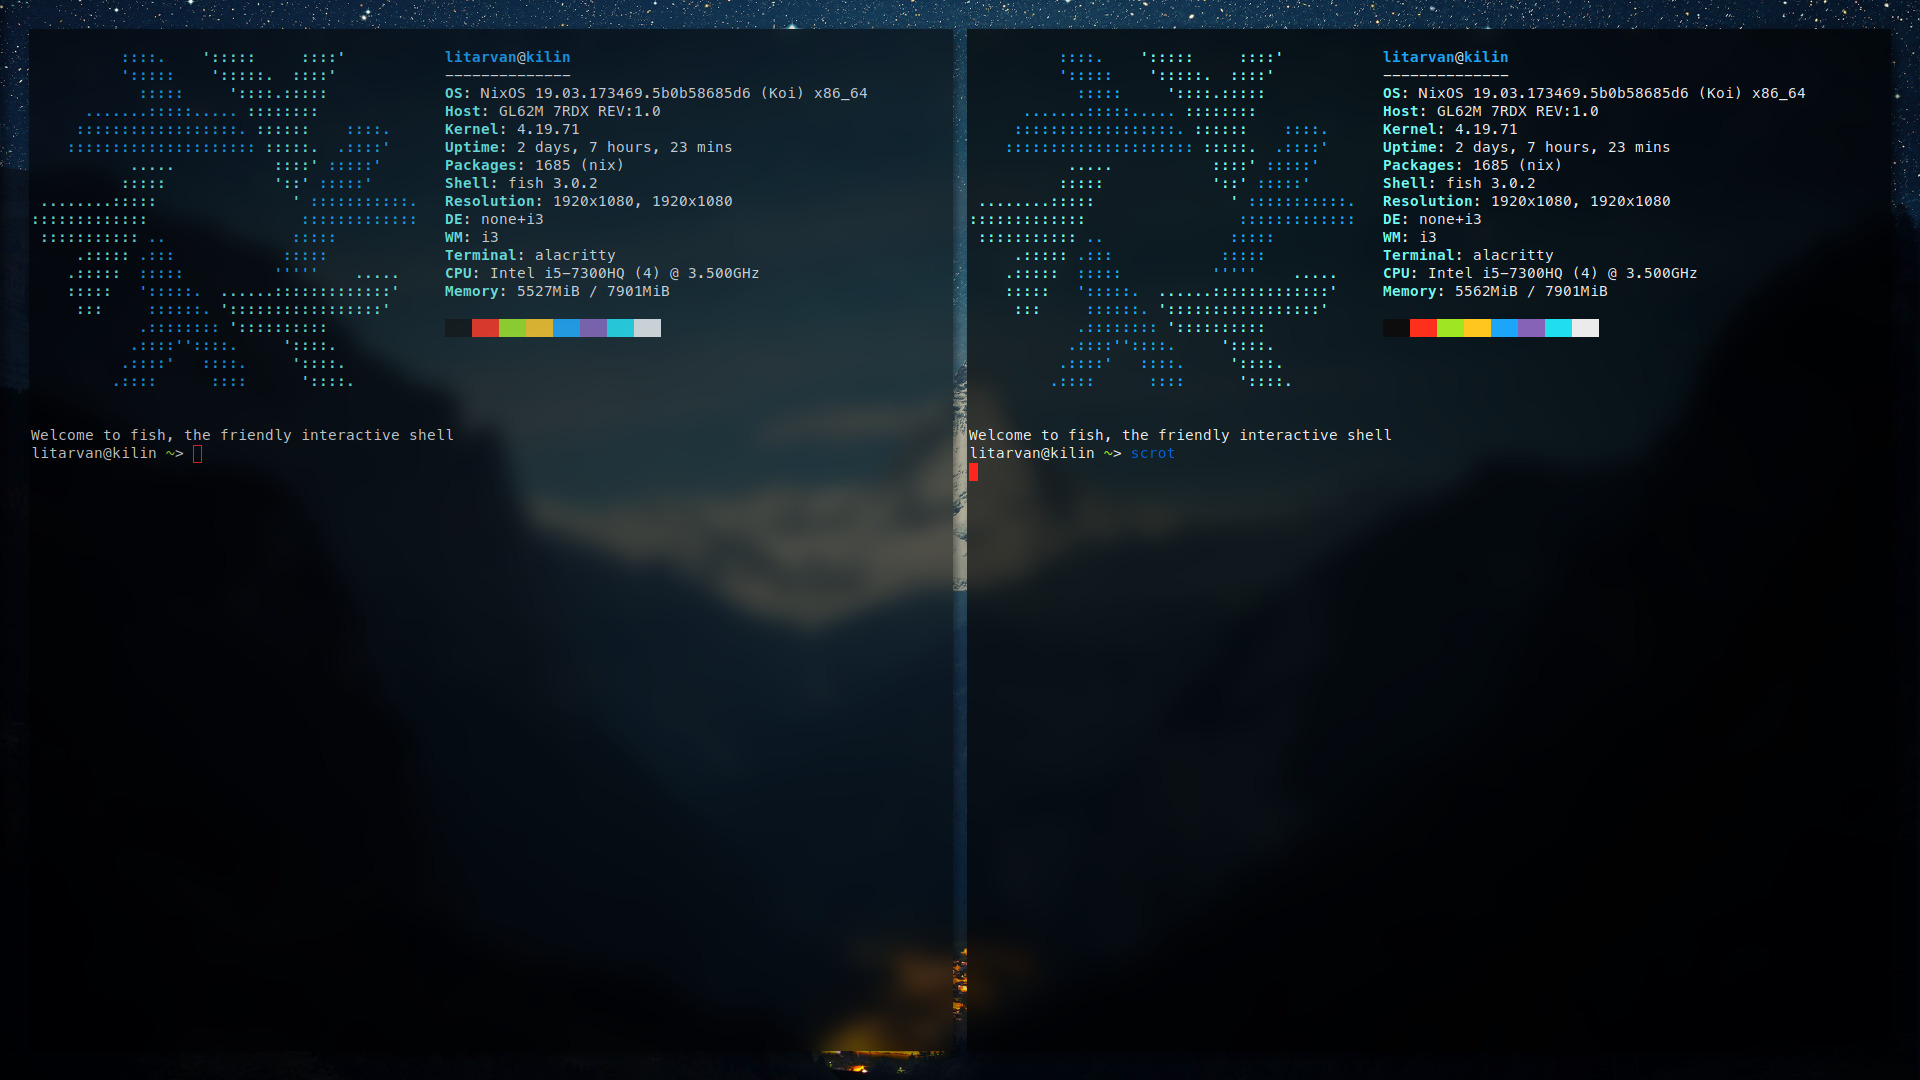 litarvan@kilin
--------------
OS: NixOS 19.03.173469.5b0b58685d6 (Koi) x86_64
Host: GL62M 7RDX REV:1.0
Kernel: 4.19.71
Uptime: 2 days, 7 hours, 23 mins
Packages: 1685 (nix)
Shell: fish 3.0.2
Resolution: 1920x1080, 1920x1080
DE: none+i3
WM: i3
Terminal: alacritty
CPU: Intel i5-7300HQ (4) @ 3.500GHz
Memory: 5527MiB / 7901MiB
Welcome to fish, the friendly interactive shell
litarvan@kilin ~>
litarvan@kilin
--------------
OS: NixOS 19.03.173469.5b0b58685d6 (Koi) x86_64
Host: GL62M 7RDX REV:1.0
Kernel: 4.19.71
Uptime: 2 days, 7 hours, 23 mins
Packages: 1685 (nix)
Shell: fish 3.0.2
Resolution: 1920x1080, 1920x1080
DE: none+i3
WM: i3
Terminal: alacritty
CPU: Intel i5-7300HQ (4) @ 3.500GHz
Memory: 5562MiB / 7901MiB
Welcome to fish, the friendly interactive shell
litarvan@kilin ~> scrot